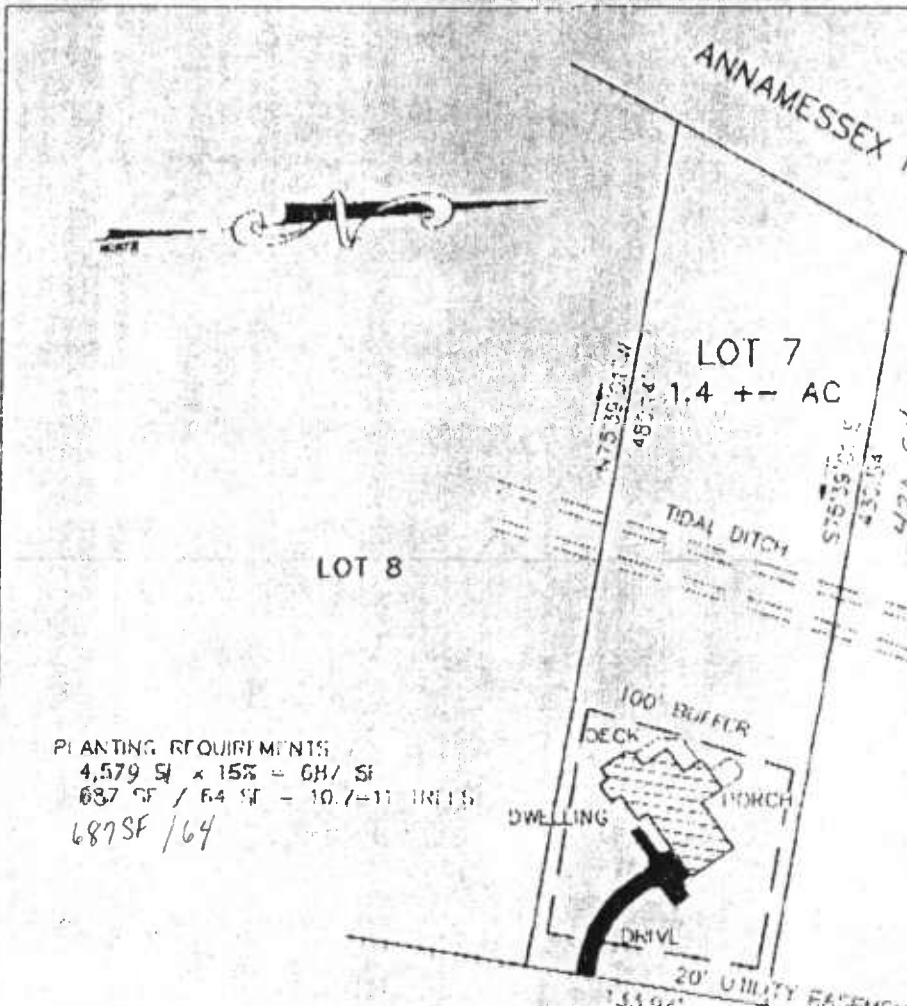 ANNAMESSEX
LOT 7
1.4 +- AC
TIDAL DITCH
LOT 8
100' BUFFER
DECK
PORCH
DWELLING
PLANTING REQUIREMENTS
4,579 SF x 15% = 687 SF
687 SF / 64 SF = 10.7=11 TREES
687SF / 64
DRIVE
20' UTILITY